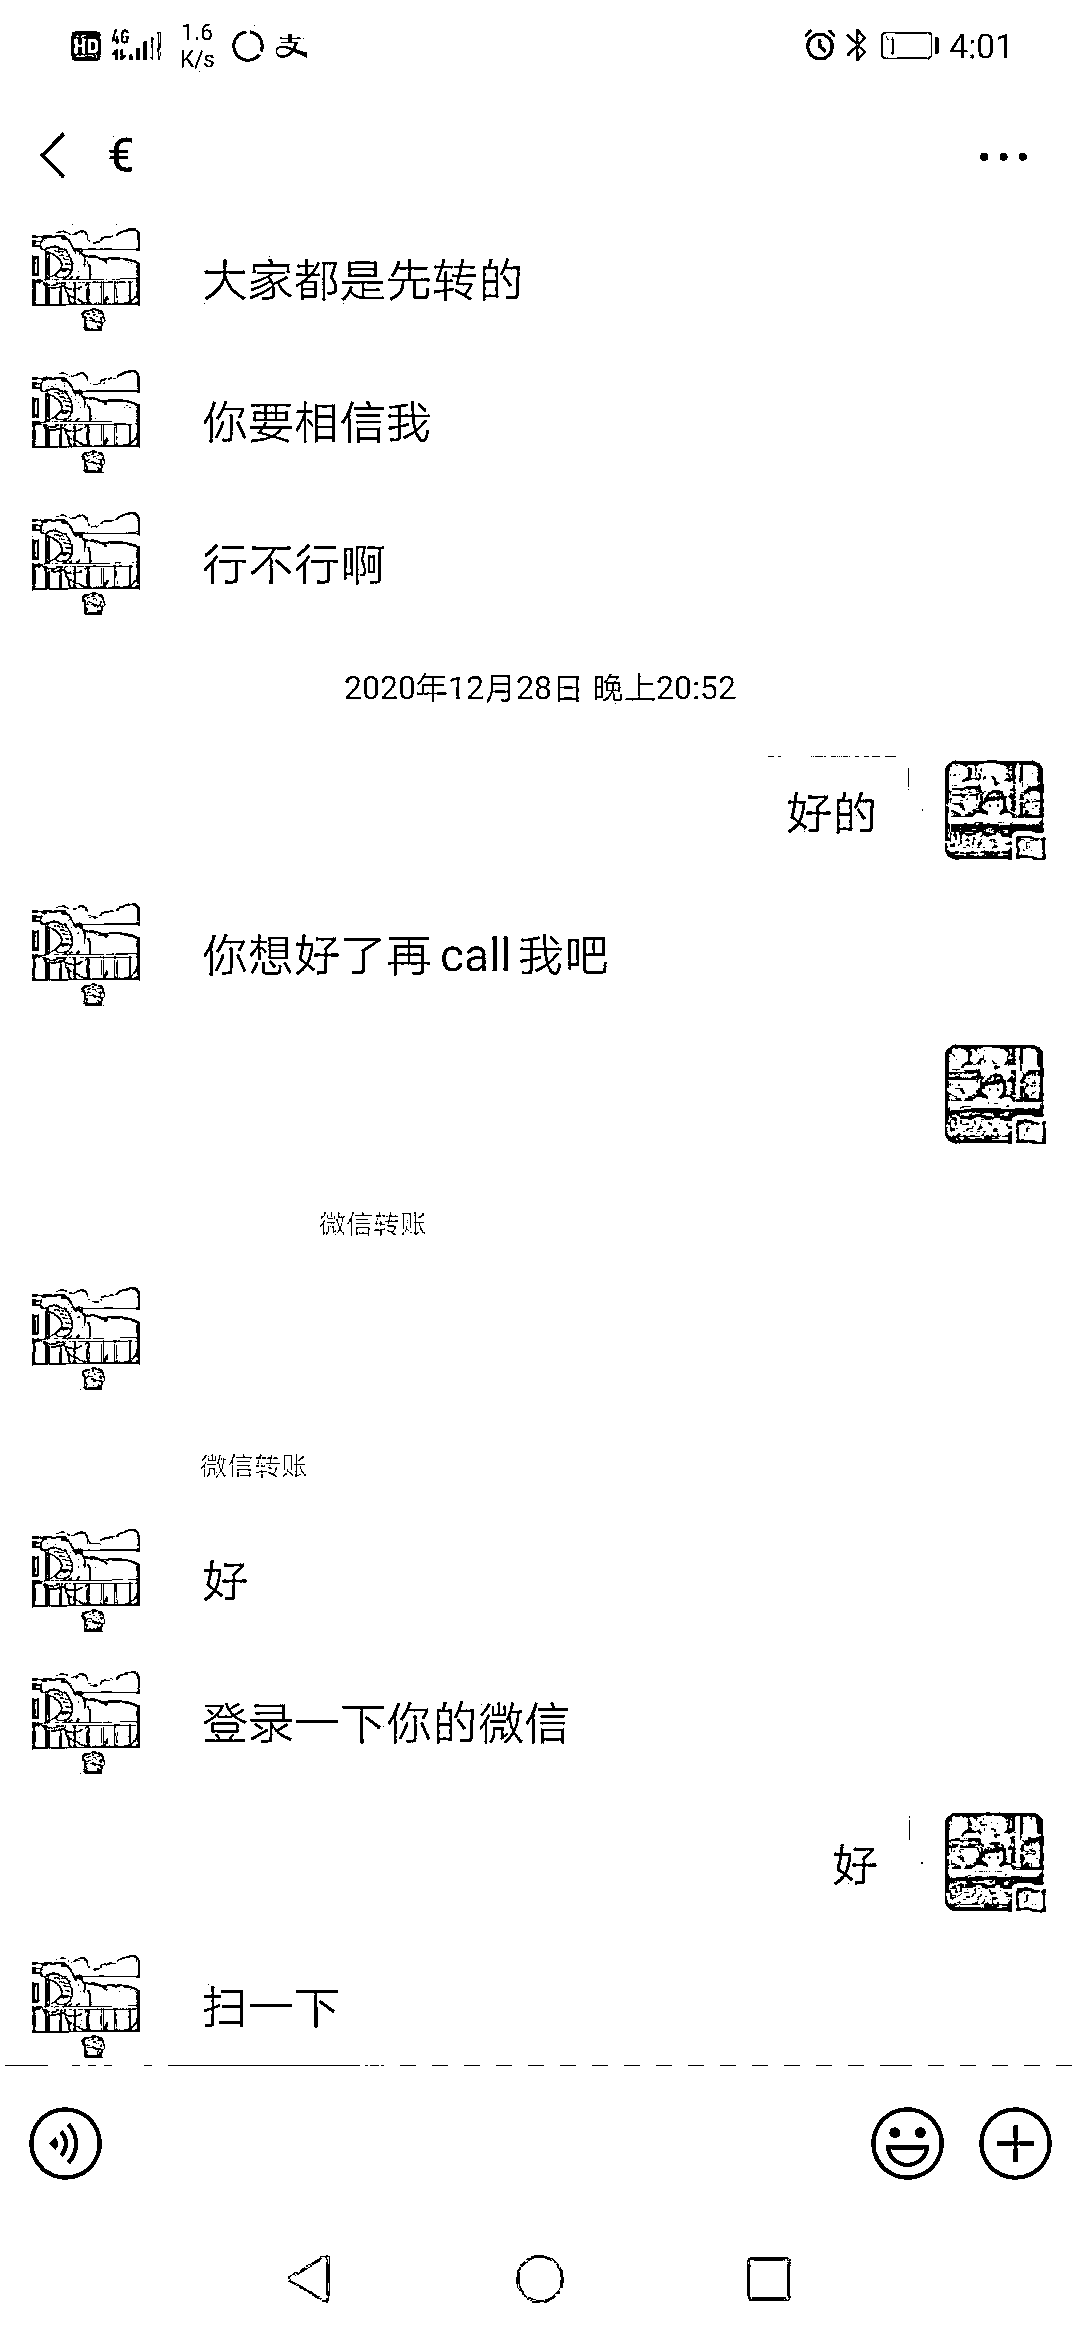 HD 4G 1.6 K/s 支 4:01
€
大家都是先转的
你要相信我
行不行啊
2020年12月28日 晚上20:52
好的
你想好了再call我吧
微信转账
微信转账
好
登录一下你的微信
好
扫一下